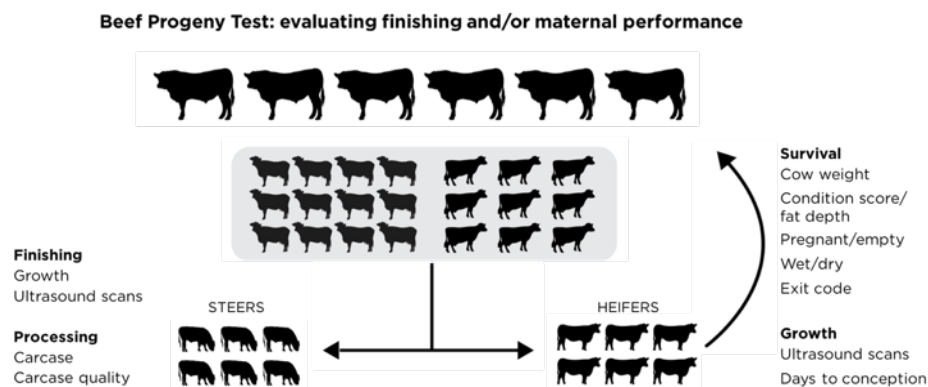 Beef Progeny Test: evaluating finishing and/or maternal performance
Finishing
Growth
Ultrasound scans
Processing
Carcase
Carcase quality
STEERS
HEIFERS
Survival
Cow weight
Condition score/
fat depth
Pregnant/empty
Wet/dry
Exit code
Growth
Ultrasound scans
Days to conception